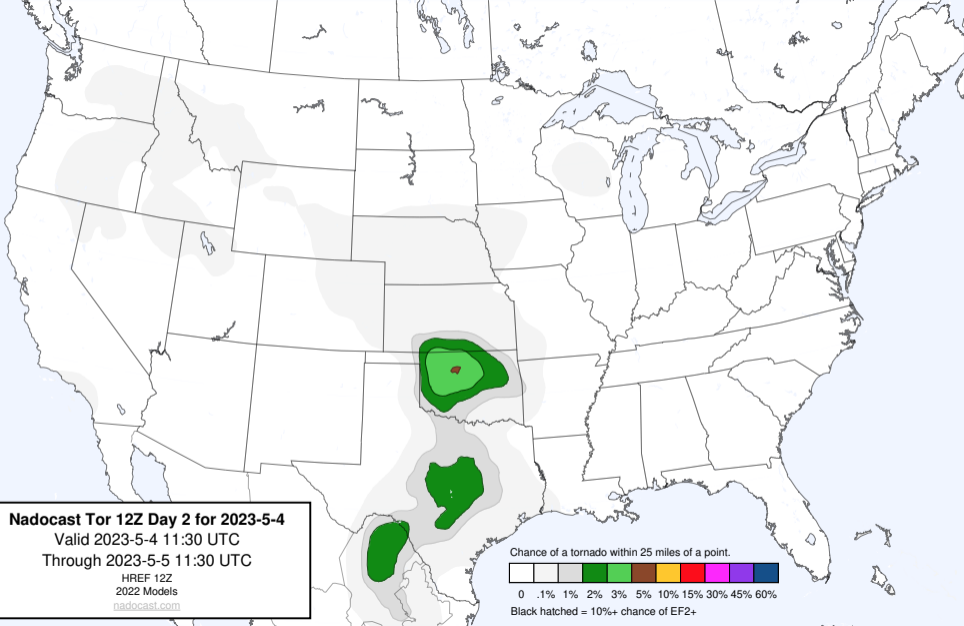 Nadocast Tor 12Z Day 2 for 2023-5-4
Valid 2023-5-4 11:30 UTC
Through 2023-5-5 11:30 UTC
HREF 12Z
2022 Models
nadocast.com
Chance of a tornado within 25 miles of a point.
0 .1% 1% 2% 3% 5% 10% 15% 30% 45% 60%
Black hatched = 10%+ chance of EF2+